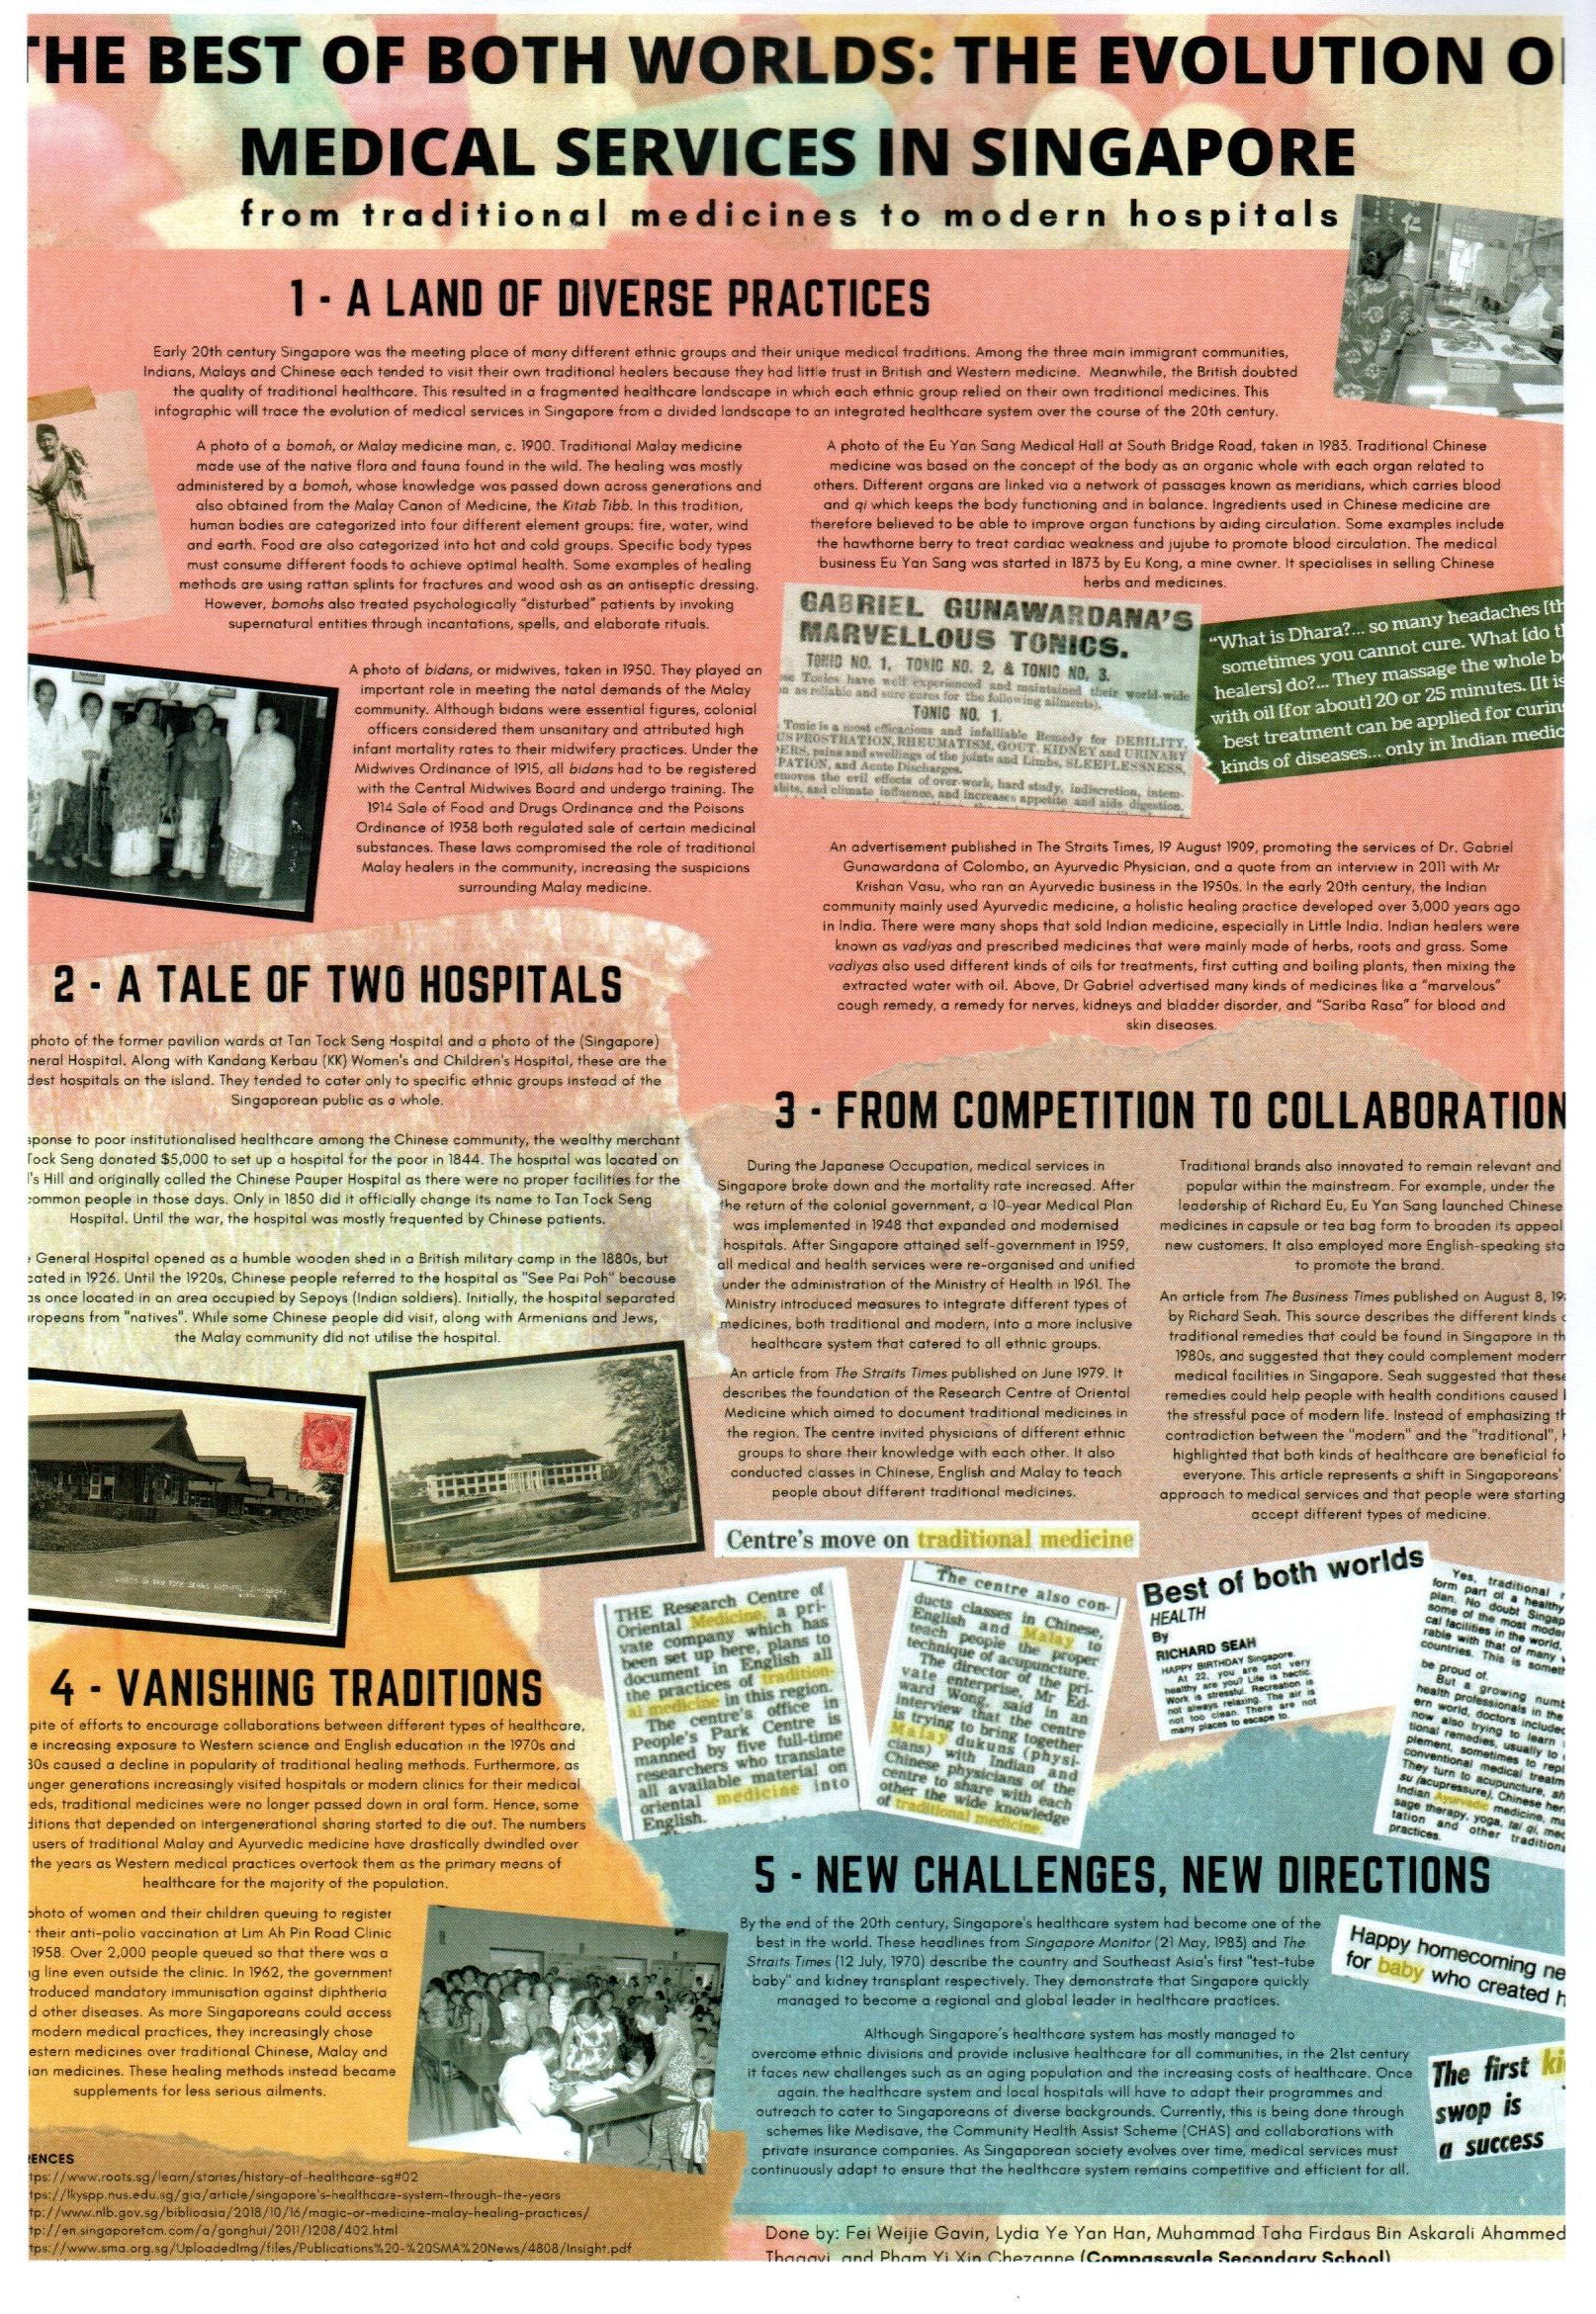 THE BEST OF BOTH WORLDS: THE EVOLUTION O
MEDICAL SERVICES IN SINGAPORE
from traditional medicines to modern hospitals
1 - A LAND OF DIVERSE PRACTICES
Early 20th century Singapore was the meeting place of many different ethnic groups and their unique medical traditions. Among the three main immigrant communities,
Indians, Malays and Chinese each tended to visit their own traditional healers because they had little trust in British and Western medicine. Meanwhile, the British doubted
the quality of traditional healthcare. This resulted in a fragmented healthcare landscape in which each ethnic group relied on their own traditional medicines. This
infographic will trace the evolution of medical services in Singapore from a divided landscape to an integrated healthcare system over the course of the 20th century.
A photo of a bomoh, or Malay medicine man, c. 1900. Traditional Malay medicine
made use of the native flora and fauna found in the wild. The healing was mostly
administered by a bomoh, whose knowledge was passed down across generations and
also obtained from the Malay Canon of Medicine, the Kitab Tibb. In this tradition,
human bodies are categorized into four different element groups: fire, water, wind
and earth. Food are also categorized into hot and cold groups. Specific body types
must consume different foods to achieve optimal health. Some examples of healing
methods are using rattan splints for fractures and wood ash as an antiseptic dressing.
However, bomohs also treated psychologically "disturbed" patients by invoking
supernatural entities through incantations, spells, and elaborate rituals.
A photo of bidans, or midwives, taken in 1950. They played an
important role in meeting the natal demands of the Malay
community. Although bidans were essential figures, colonial
officers considered them unsanitary and attributed high
infant mortality rates to their midwifery practices. Under the
Midwives Ordinance of 1915, all bidans had to be registered
with the Central Midwives Board and undergo training. The
1914 Sale of Food and Drugs Ordinance and the Poisons
Ordinance of 1938 both regulated sale of certain medicinal
substances. These laws compromised the role of traditional
Malay healers in the community, increasing the suspicions
surrounding Malay medicine.
仁
A photo of the Eu Yan Sang Medical Hall at South Bridge Road, taken in 1983. Traditional Chinese
medicine was based on the concept of the body as an organic whole with each organ related to
others. Different organs are linked via a network of passages known as meridians, which carries blood
and qi which keeps the body functioning and in balance. Ingredients used in Chinese medicine are
therefore believed to be able to improve organ functions by aiding circulation. Some examples include
the hawthorne berry to treat cardiac weakness and jujube to promote blood circulation. The medical
business Eu Yan Sang was started in 1873 by Eu Kong, a mine owner. It specialises in selling Chinese
herbs and medicines.
GABRIEL GUNAWARDANA'S
MARVELLOUS TONICS.
TONIC NO. 1, TONIC NO. 2, & TONIC NO. 3.
se Tonics have well experienced and maintained their world-wide
n as reliable and sure cures for the following ailments).
TONIC NO. 1.
Tonic is a most efficacious and infalliable Remedy for DEBILITY,
US PROSTRATION, RHEUMATISM, GOUT, KIDNEY and URINARY
ERS, pains and swellings of the joints and Limbs, SLEEPLESSNESS,
PATION, and Acute Discharges.
moves the evil effects of over-work, hard study, indiscretion, intem-
abits, and climate influence, and increases appetite and aids digestion.
"What is Dhara?... so many headaches [th
sometimes you cannot cure. What [do t
healers] do?... They massage the whole b
with oil [for about] 20 or 25 minutes. [It is
best treatment can be applied for curin
kinds of diseases... only in Indian medic
An advertisement published in The Straits Times, 19 August 1909, promoting the services of Dr. Gabriel
Gunawardana of Colombo, an Ayurvedic Physician, and a quote from an interview in 2011 with Mr
Krishan Vasu, who ran an Ayurvedic business in the 1950s. In the early 20th century, the Indian
community mainly used Ayurvedic medicine, a holistic healing practice developed over 3,000 years ago
in India. There were many shops that sold Indian medicine, especially in Little India. Indian healers were
known as vadiyas and prescribed medicines that were mainly made of herbs, roots and grass. Some
vadiyas also used different kinds of oils for treatments, first cutting and boiling plants, then mixing the
extracted water with oil. Above, Dr Gabriel advertised many kinds of medicines like a "marvelous"
cough remedy, a remedy for nerves, kidneys and bladder disorder, and "Sariba Rasa" for blood and
skin diseases.
2 - A TALE OF TWO HOSPITALS
photo of the former pavilion wards at Tan Tock Seng Hospital and a photo of the (Singapore)
neral Hospital. Along with Kandang Kerbau (KK) Women's and Children's Hospital, these are the
dest hospitals on the island. They tended to cater only to specific ethnic groups instead of the
Singaporean public as a whole.
sponse to poor institutionalised healthcare among the Chinese community, the wealthy merchant
Tock Seng donated $5,000 to set up a hospital for the poor in 1844. The hospital was located on
l's Hill and originally called the Chinese Pauper Hospital as there were no proper facilities for the
common people in those days. Only in 1850 did it officially change its name to Tan Tock Seng
Hospital. Until the war, the hospital was mostly frequented by Chinese patients.
e General Hospital opened as a humble wooden shed in a British military camp in the 1880s, but
cated in 1926. Until the 1920s, Chinese people referred to the hospital as "See Pai Poh" because
as once located in an area occupied by Sepoys (Indian soldiers). Initially, the hospital separated
uropeans from "natives". While some Chinese people did visit, along with Armenians and Jews,
the Malay community did not utilise the hospital.
3 - FROM COMPETITION TO COLLABORATION
During the Japanese Occupation, medical services in
Singapore broke down and the mortality rate increased. After
the return of the colonial government, a 10-year Medical Plan
was implemented in 1948 that expanded and modernised
hospitals. After Singapore attained self-government in 1959,
all medical and health services were re-organised and unified
under the administration of the Ministry of Health in 1961. The
Ministry introduced measures to integrate different types of
medicines, both traditional and modern, into a more inclusive
healthcare system that catered to all ethnic groups.
An article from The Straits Times published on June 1979. It
describes the foundation of the Research Centre of Oriental
Medicine which aimed to document traditional medicines in
the region. The centre invited physicians of different ethnic
groups to share their knowledge with each other. It also
conducted classes in Chinese, English and Malay to teach
people about different traditional medicines.
Traditional brands also innovated to remain relevant and
popular within the mainstream. For example, under the
leadership of Richard Eu, Eu Yan Sang launched Chinese
medicines in capsule or tea bag form to broaden its appeal
new customers. It also employed more English-speaking sta
to promote the brand.
An article from The Business Times published on August 8, 19
by Richard Seah. This source describes the different kinds
traditional remedies that could be found in Singapore in th
1980s, and suggested that they could complement modern
medical facilities in Singapore. Seah suggested that these
remedies could help people with health conditions caused
the stressful pace of modern life. Instead of emphasizing th
contradiction between the "modern" and the "traditional",
highlighted that both kinds of healthcare are beneficial fo
everyone. This article represents a shift in Singaporeans'
approach to medical services and that people were starting
accept different types of medicine.
Centre's move on traditional medicine
THE Research Centre of
Oriental Medicine, a pri-
vate company which has
been set up here, plans to
document in English all
the practices of tradition-
al medicine in this region.
The centre's office in
People's Park Centre is
manned by five full-time
researchers who translate
all available material on
oriental medicine into
English.
The centre also con-
ducts classes in Chinese,
English and Malay to
teach people the proper
technique of acupuncture.
The director of the pri-
vate enterprise, Mr Ed-
ward Wong, said in an
interview that the centre
is trying to bring together
Malay dukuns (physi-
cians) with Indian and
Chinese physicians of the
centre to share with each
other the wide knowledge
of traditional medicine.
Best of both worlds
HEALTH
By
RICHARD SEAH
HAPPY BIRTHDAY Singapore.
At 22, you are not very
healthy are you? Life is hectic.
Work is stressful. Recreation is
not always relaxing. The air is
not too clean. There are not
many places to escape to.
Yes, traditional
form part of a healthy
plan. No doubt Singap
some of the most moder
cal facilities in the world,
rable with that of many
countries. This is someth
be proud of.
But a growing numb
health professionals in the
ern world, doctors included
now also trying to learn
tional remedies, usually to
plement, sometimes to repl
conventional medical treatm
They turn to acupuncture, sh
su (acupressure), Chinese her
Indian Ayurvedic medicine, ma
sage therapy, yoga, tai qi, med
tation and other tradition
practices.
4 - VANISHING TRADITIONS
pite of efforts to encourage collaborations between different types of healthcare,
e increasing exposure to Western science and English education in the 1970s and
80s caused a decline in popularity of traditional healing methods. Furthermore, as
unger generations increasingly visited hospitals or modern clinics for their medical
eds, traditional medicines were no longer passed down in oral form. Hence, some
ditions that depended on intergenerational sharing started to die out. The numbers
users of traditional Malay and Ayurvedic medicine have drastically dwindled over
the years as Western medical practices overtook them as the primary means of
healthcare for the majority of the population.
photo of women and their children queuing to register
their anti-polio vaccination at Lim Ah Pin Road Clinic
1958. Over 2,000 people queued so that there was a
g line even outside the clinic. In 1962, the government
troduced mandatory immunisation against diphtheria
d other diseases. As more Singaporeans could access
modern medical practices, they increasingly chose
estern medicines over traditional Chinese, Malay and
ian medicines. These healing methods instead became
supplements for less serious ailments.
5 - NEW CHALLENGES, NEW DIRECTIONS
By the end of the 20th century, Singapore's healthcare system had become one of the
best in the world. These headlines from Singapore Monitor (21 May, 1983) and The
Straits Times (12 July, 1970) describe the country and Southeast Asia's first "test-tube
baby" and kidney transplant respectively. They demonstrate that Singapore quickly
managed to become a regional and global leader in healthcare practices.
Although Singapore's healthcare system has mostly managed to
overcome ethnic divisions and provide inclusive healthcare for all communities, in the 21st century
it faces new challenges such as an aging population and the increasing costs of healthcare. Once
again, the healthcare system and local hospitals will have to adapt their programmes and
outreach to cater to Singaporeans of diverse backgrounds. Currently, this is being done through
schemes like Medisave, the Community Health Assist Scheme (CHAS) and collaborations with
private insurance companies. As Singaporean society evolves over time, medical services must
continuously adapt to ensure that the healthcare system remains competitive and efficient for all.
Happy homecoming ne
for baby who created h
The first ki
swop is
a success
RENCES
tps://www.roots.sg/learn/stories/history-of-healthcare-sg#02
tps://lkyspp.nus.edu.sg/gia/article/singapore's-healthcare-system-through-the-years
tp://www.nlb.gov.sg/biblioasia/2018/10/16/magic-or-medicine-malay-healing-practices/
tp://en.singaporetcm.com/a/gonghui/2011/1208/402.html
tps://www.sma.org.sg/UploadedImg/files/Publications%20-%20SMA%20News/4808/Insight.pdf
Done by: Fei Weijie Gavin, Lydia Ye Yan Han, Muhammad Taha Firdaus Bin Askarali Ahammed
Thaqavi, and Pham Yi Xin Chezanne (Compassvale Secondary School)